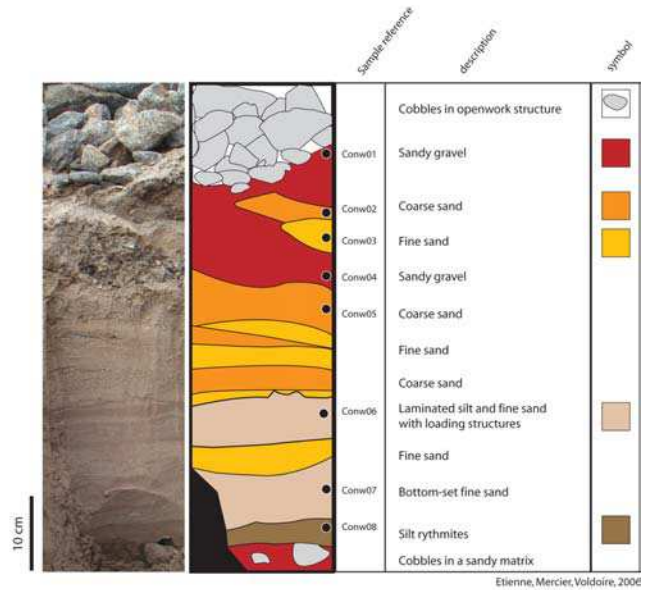 Sample reference
description
symbol
Cobbles in openwork structure
Conw01 Sandy gravel
Conw02 Coarse sand
Conw03 Fine sand
Conw04 Sandy gravel
Conw05 Coarse sand
Fine sand
Coarse sand
Conw06 Laminated silt and fine sand
with loading structures
Fine sand
Conw07 Bottom-set fine sand
Conw08 Silt rythmites
Cobbles in a sandy matrix
10 cm
Etienne, Mercier, Voldoire, 2006